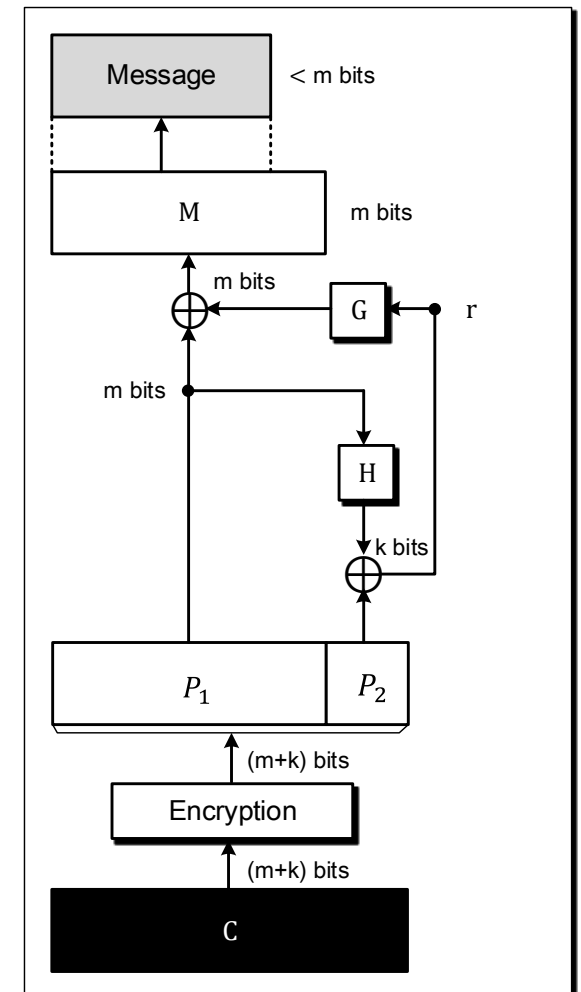 Message
< m bits
M
m bits
m bits
G
r
m bits
H
k bits
P₁
P₂
(m+k) bits
Encryption
(m+k) bits
C